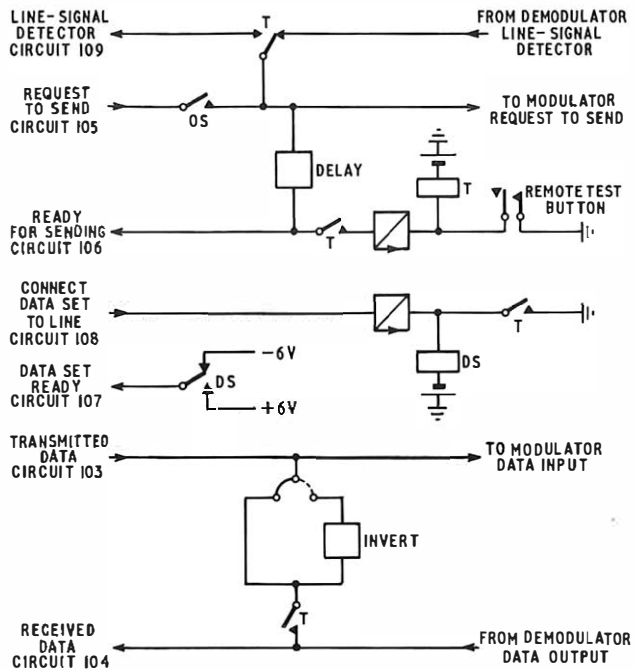 LINE-SIGNAL
DETECTOR
CIRCUIT 109
T
FROM DEMODULATOR
LINE-SIGNAL
DETECTOR
REQUEST
TO SEND
CIRCUIT 105
OS
TO MODULATOR
REQUEST TO SEND
DELAY
T
REMOTE TEST
BUTTON
READY
FOR SENDING
CIRCUIT 106
T
CONNECT
DATA SET
TO LINE
CIRCUIT 108
T
DS
DATA SET
READY
CIRCUIT 107
-6V
DS
+6V
TRANSMITTED
DATA
CIRCUIT 103
TO MODULATOR
DATA INPUT
INVERT
T
RECEIVED
DATA
CIRCUIT 104
FROM DEMODULATOR
DATA OUTPUT